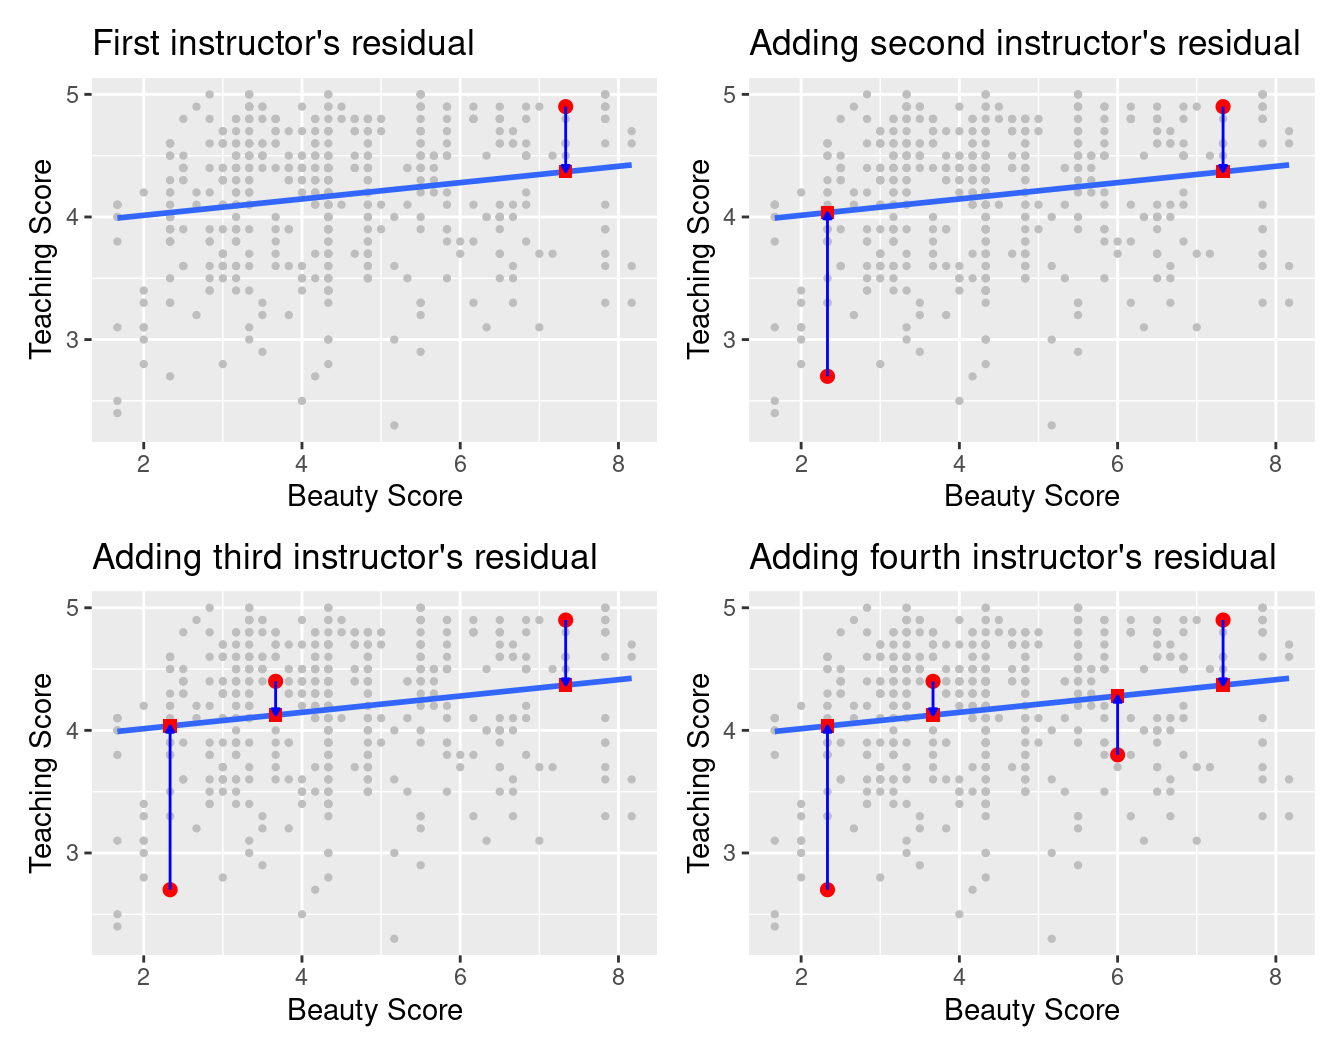 First instructor's residual
5
4
3
Teaching Score
2 4 6 8
Beauty Score
Adding second instructor's residual
5
4
3
Teaching Score
2 4 6 8
Beauty Score
Adding third instructor's residual
5
4
3
Teaching Score
2 4 6 8
Beauty Score
Adding fourth instructor's residual
5
4
3
Teaching Score
2 4 6 8
Beauty Score